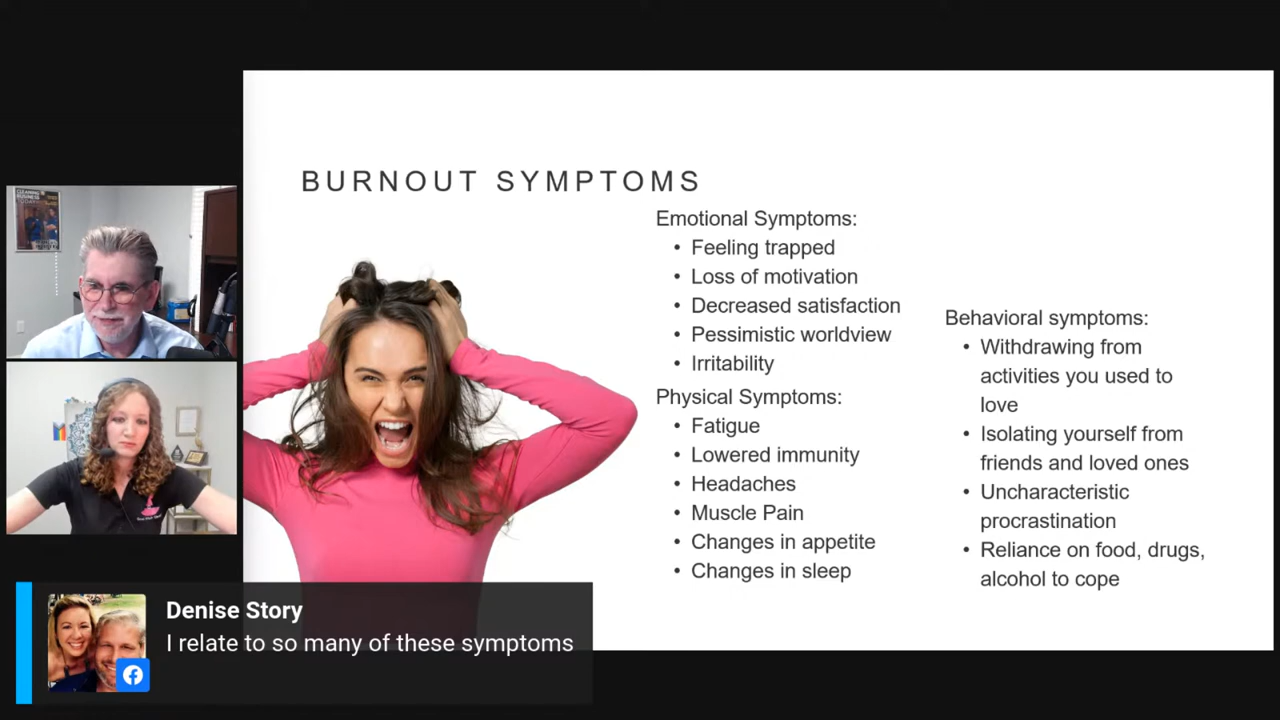 BURNOUT SYMPTOMS
Emotional Symptoms:
• Feeling trapped
• Loss of motivation
• Decreased satisfaction
• Pessimistic worldview
• Irritability
Physical Symptoms:
• Fatigue
• Lowered immunity
• Headaches
• Muscle Pain
• Changes in appetite
• Changes in sleep
Behavioral symptoms:
• Withdrawing from
activities you used to
love
• Isolating yourself from
friends and loved ones
• Uncharacteristic
procrastination
• Reliance on food, drugs,
alcohol to cope
CLEANING
BUSINESS
TODAY
Denise Story
I relate to so many of these symptoms